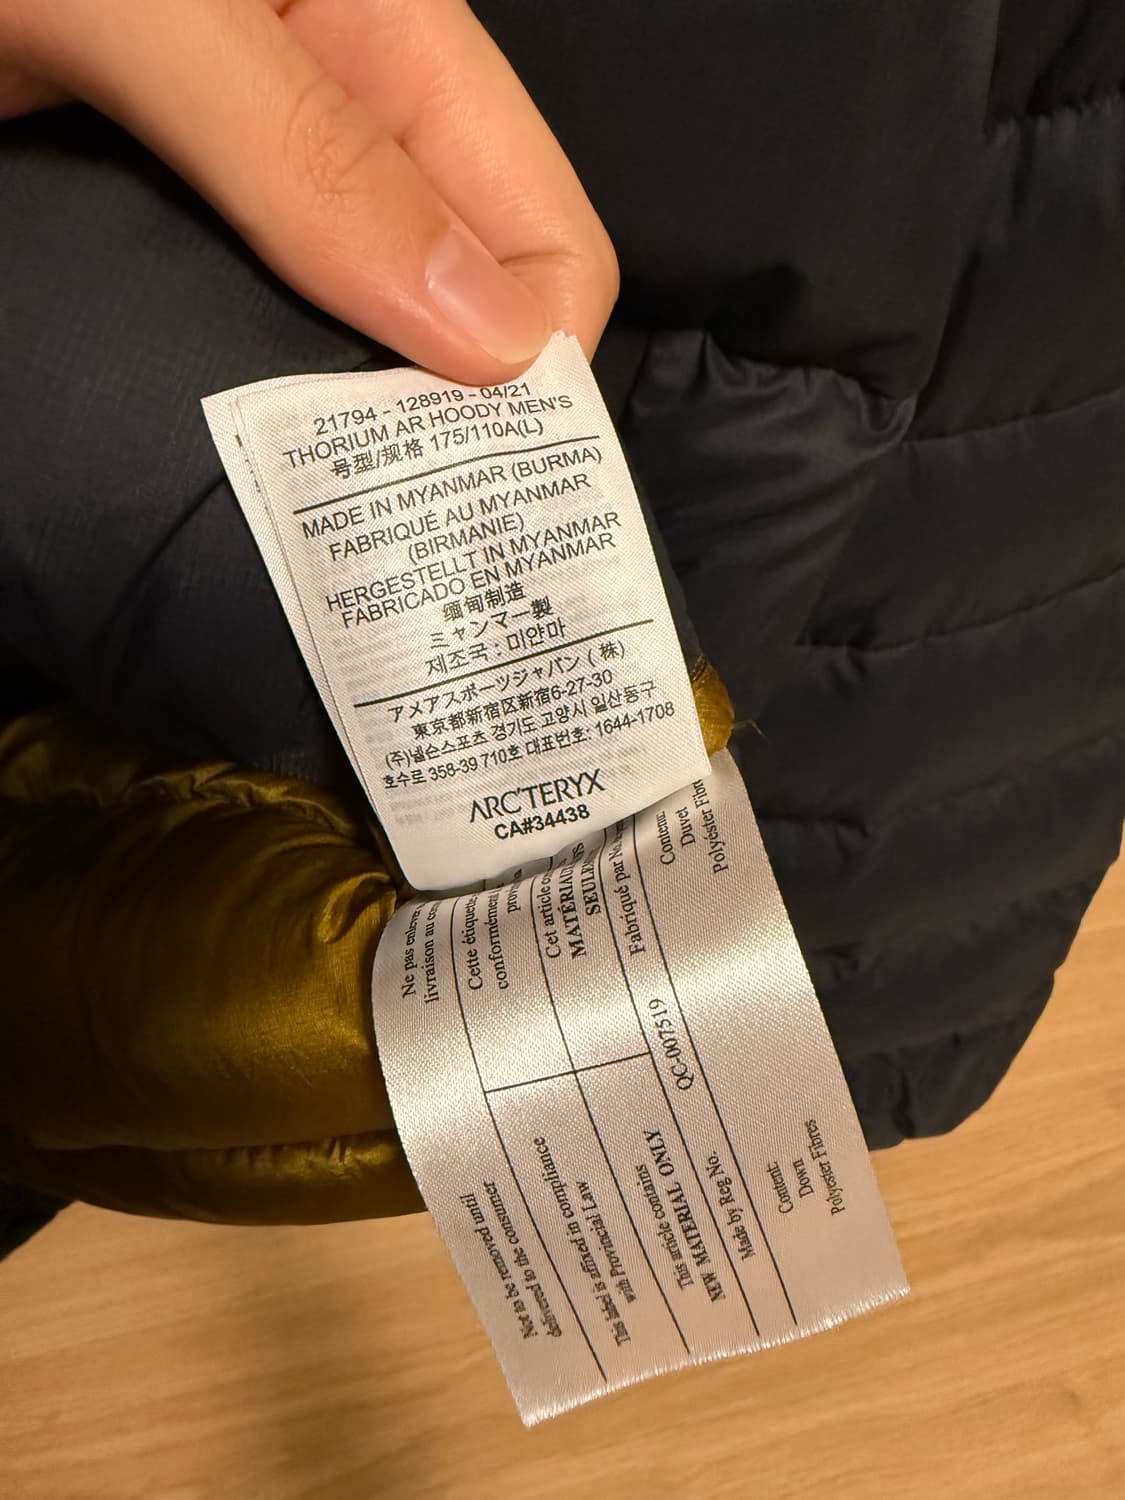 21794 - 128919 - 04/21
THORIUM AR HOODY MEN'S
号型/规格 175/110A(L)
MADE IN MYANMAR (BURMA)
FABRIQUÉ AU MYANMAR
(BIRMANIE)
HERGESTELLT IN MYANMAR
FABRICADO EN MYANMAR
缅甸制造
ミャンマー製
제조국 : 미얀마
アメアスポーツジャパン (株)
東京都新宿区新宿6-27-30
(주)넬슨스포츠 경기도 고양시 일산동구
호수로 358-39 710호 대표번호: 1644-1708
ARC'TERYX
CA#34438
Ne pas enlever
livraison au
Cette étiquette
conformément
Cet article
MATÉRIAUX
SEULEMENT
Fabriqué par
Contenu:
Duvet
Polyester
QC-007519
Not to be removed until
delivered to the consumer
This label is affixed in compliance
with Provincial Law
This article contains
NEW MATERIAL ONLY
Made by Reg No.
Content:
Down
Polyester Fibres